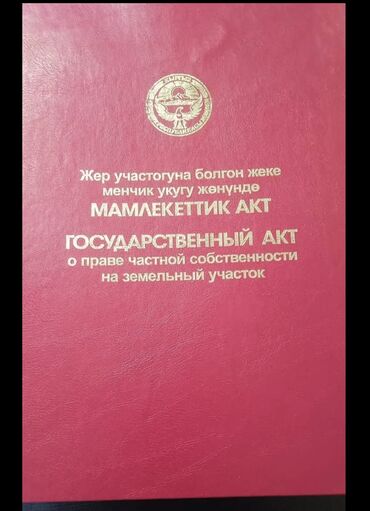 Жер участогуна болгон жеке
менчик укугу жөнүндө
МАМЛЕКЕТТИК АКТ
ГОСУДАРСТВЕННЫЙ АКТ
о праве частной собственности
на земельный участок